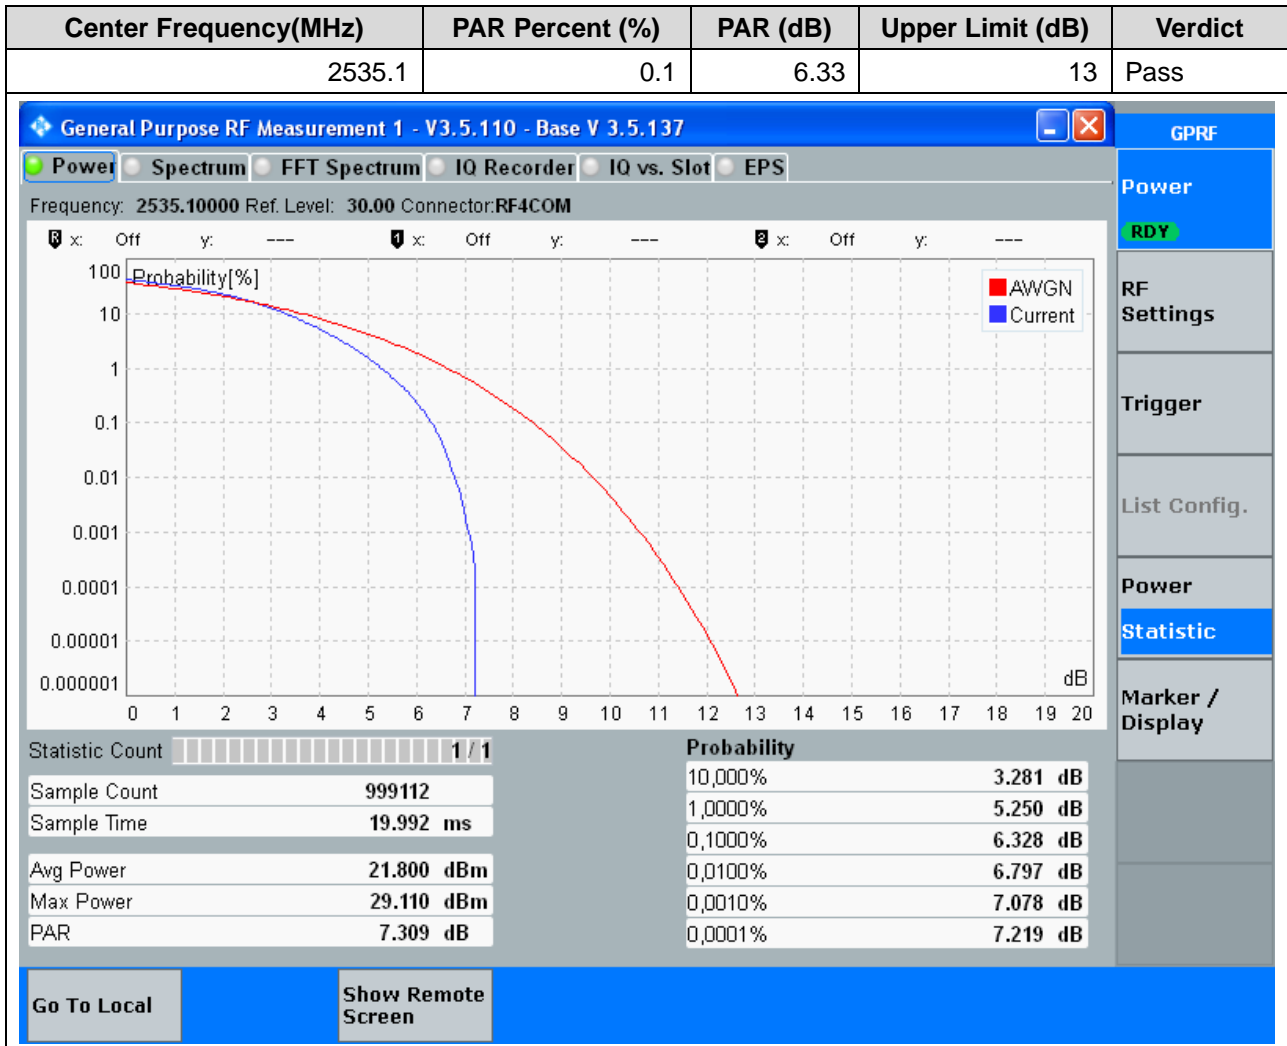 Center Frequency(MHz) PAR Percent (%) PAR (dB) Upper Limit (dB) Verdict
2535.1 0.1 6.33 13 Pass
General Purpose RF Measurement 1 - V3.5.110 - Base V 3.5.137
GPRF
Power Spectrum FFT Spectrum IQ Recorder IQ vs. Slot EPS
Frequency: 2535.10000 Ref. Level: 30.00 Connector:RF4COM
R x: Off y: --- 1 x: Off y: --- 2 x: Off y: ---
Probability[%]
100
10
1
0.1
0.01
0.001
0.0001
0.00001
0.000001
AWGN
Current
dB
0 1 2 3 4 5 6 7 8 9 10 11 12 13 14 15 16 17 18 19 20
Power
RDY
RF
Settings
Trigger
List Config.
Power
Statistic
Marker /
Display
Statistic Count 1 / 1
Sample Count 999112
Sample Time 19.992 ms
Avg Power 21.800 dBm
Max Power 29.110 dBm
PAR 7.309 dB
Probability
10,000% 3.281 dB
1,0000% 5.250 dB
0,1000% 6.328 dB
0,0100% 6.797 dB
0,0010% 7.078 dB
0,0001% 7.219 dB
Go To Local
Show Remote
Screen